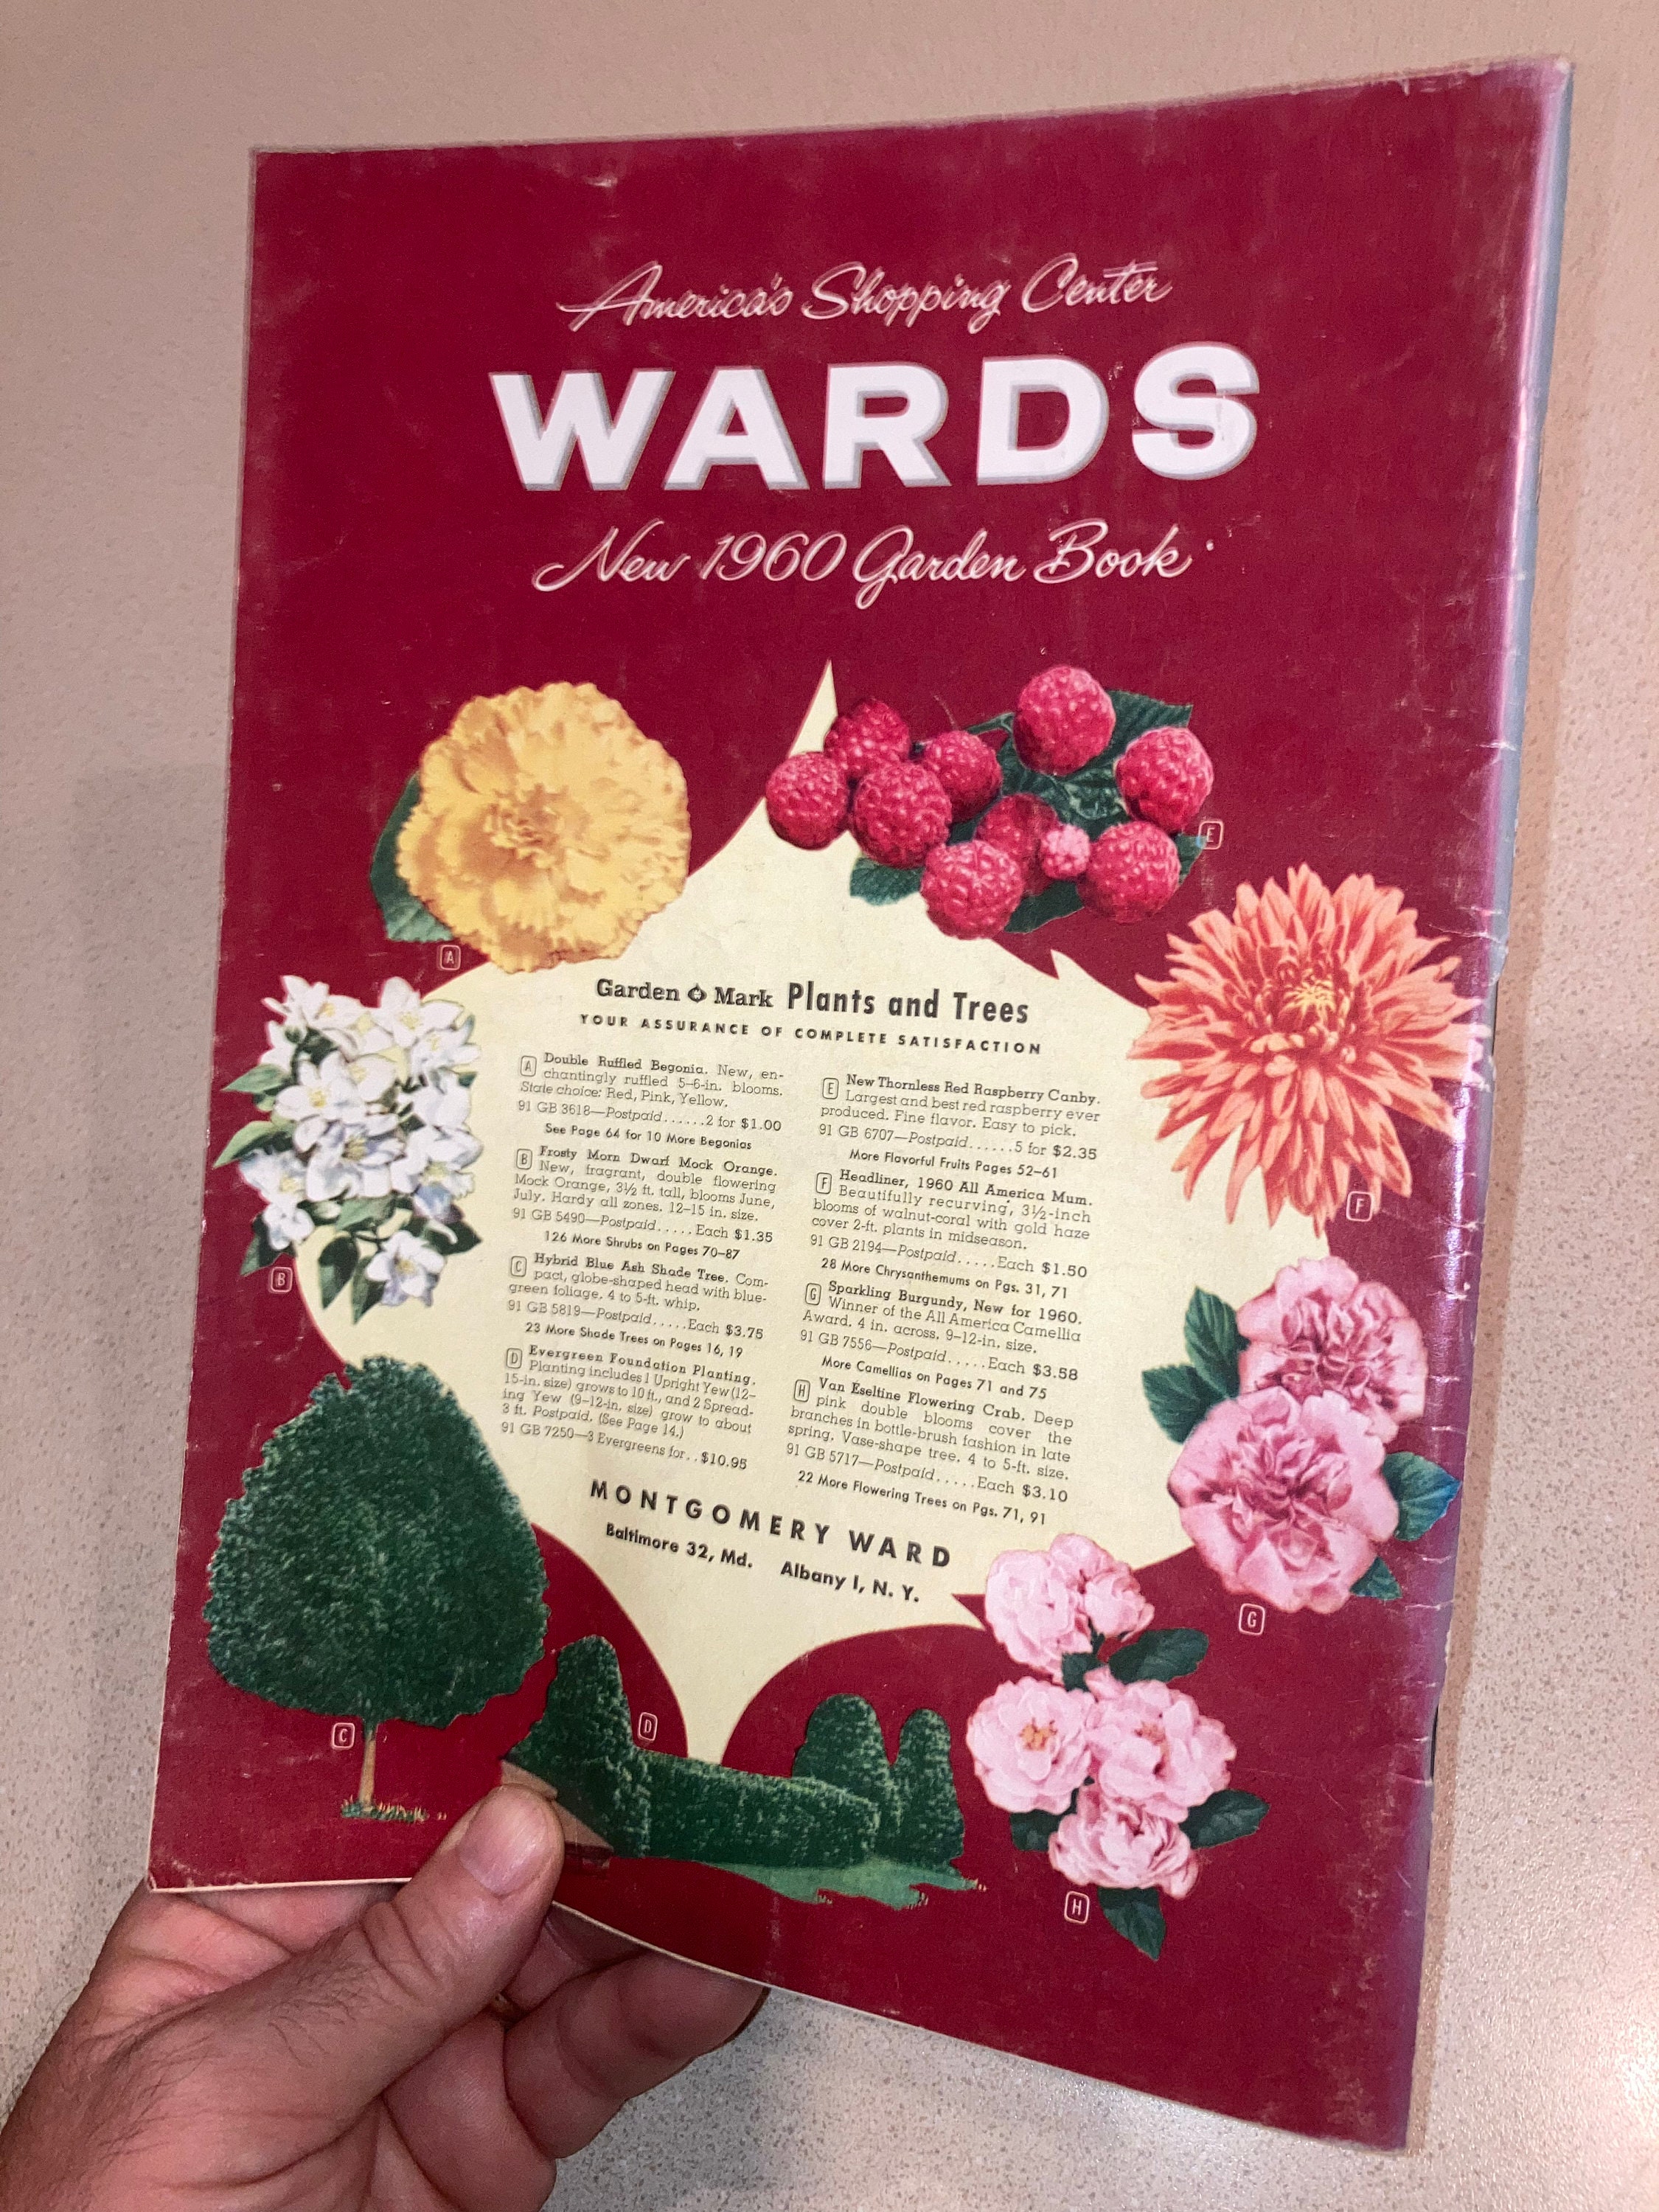 America's Shopping Center
WARDS
New 1960 Garden Book
A
E
F
B
G
C
D
H
Garden Mark Plants and Trees
YOUR ASSURANCE OF COMPLETE SATISFACTION
A Double Ruffled Begonia. New, en-
chantingly ruffled 5-6-in. blooms.
State choice: Red, Pink, Yellow.
91 GB 3618—Postpaid......2 for $1.00
See Page 64 for 10 More Begonias
B Frosty Morn Dwarf Mock Orange.
New, fragrant, double flowering
Mock Orange, 3½ ft. tall, blooms June,
July. Hardy all zones. 12-15 in. size.
91 GB 5490—Postpaid.....Each $1.35
126 More Shrubs on Pages 70-87
C Hybrid Blue Ash Shade Tree. Com-
pact, globe-shaped head with blue-
green foliage. 4 to 5-ft. whip.
91 GB 5819—Postpaid.....Each $3.75
23 More Shade Trees on Pages 16, 19
D Evergreen Foundation Planting.
Planting includes 1 Upright Yew (12-
15-in. size) grows to 10 ft., and 2 Spread-
ing Yew (9-12-in. size) grow to about
3 ft. Postpaid. (See Page 14.)
91 GB 7250—3 Evergreens for..$10.95
E New Thornless Red Raspberry Canby.
Largest and best red raspberry ever
produced. Fine flavor. Easy to pick.
91 GB 6707—Postpaid......5 for $2.35
More Flavorful Fruits Pages 52-61
F Headliner, 1960 All America Mum.
Beautifully recurving, 3½-inch
blooms of walnut-coral with gold haze
cover 2-ft. plants in midseason.
91 GB 2194—Postpaid.....Each $1.50
28 More Chrysanthemums on Pgs. 31, 71
G Sparkling Burgundy, New for 1960.
Winner of the All America Camellia
Award. 4 in. across. 9-12-in. size.
91 GB 7556—Postpaid.....Each $3.58
More Camellias on Pages 71 and 75
H Van Eseltine Flowering Crab. Deep
pink double blooms cover the
branches in bottle-brush fashion in late
spring. Vase-shape tree. 4 to 5-ft. size.
91 GB 5717—Postpaid.....Each $3.10
22 More Flowering Trees on Pgs. 71, 91
MONTGOMERY WARD
Baltimore 32, Md. Albany 1, N. Y.